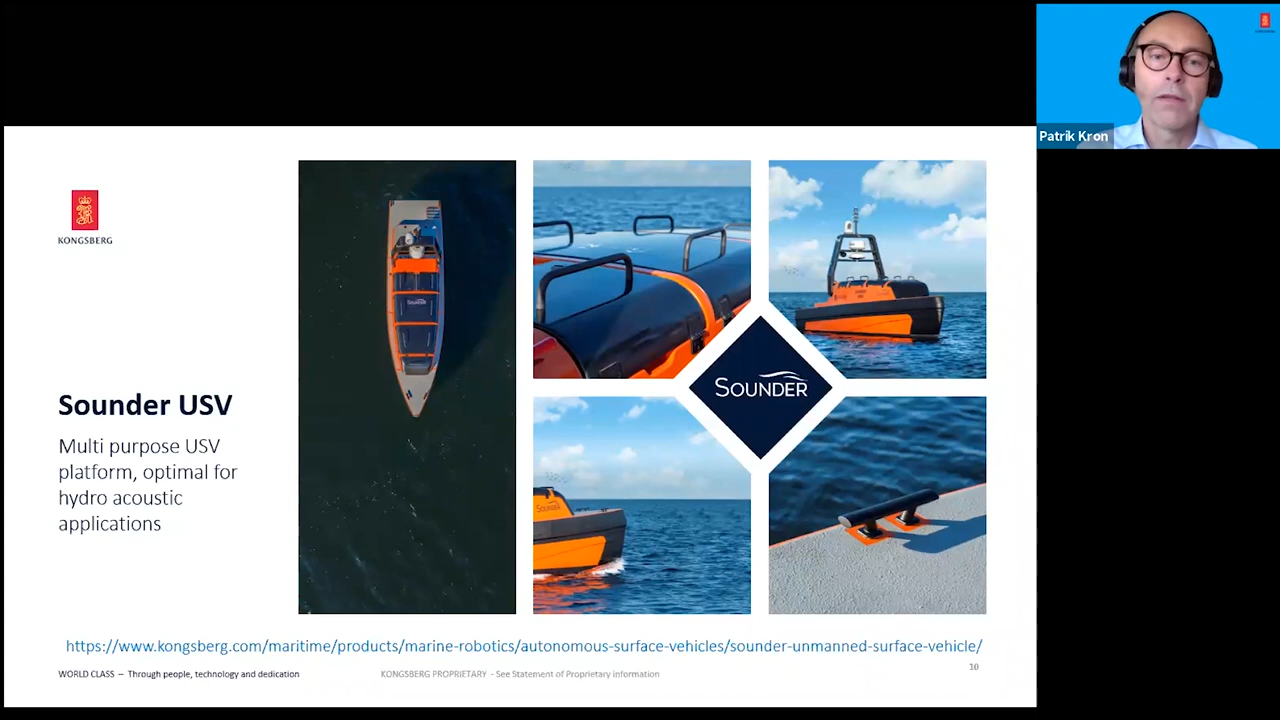 Patrik Kron
KONGSBERG
Sounder USV
Multi purpose USV
platform, optimal for
hydro acoustic
applications
SOUNDER
SOUNDER
SOUNDER
https://www.kongsberg.com/maritime/products/marine-robotics/autonomous-surface-vehicles/sounder-unmanned-surface-vehicle/
WORLD CLASS – Through people, technology and dedication
KONGSBERG PROPRIETARY - See Statement of Proprietary information
10